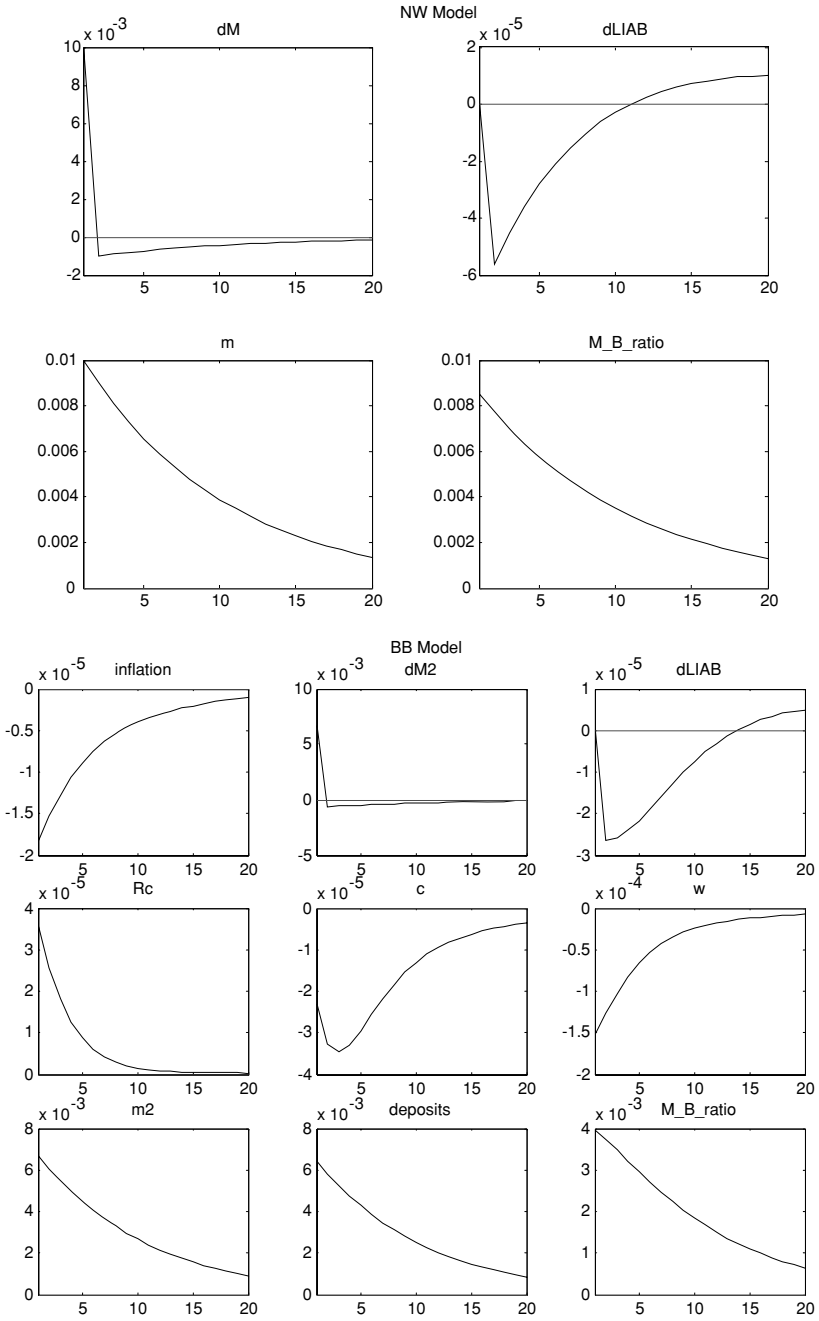 NW Model
dM
dLIAB
x 10-3
10
8
6
4
2
0
-2
5 10 15 20
x 10-5
2
0
-2
-4
-6
5 10 15 20
m
M_B_ratio
0.01
0.008
0.006
0.004
0.002
0
5 10 15 20
0.01
0.008
0.006
0.004
0.002
0
5 10 15 20
BB Model
inflation
dM2
dLIAB
x 10-5
0
-0.5
-1
-1.5
-2
5 10 15 20
x 10-3
10
5
0
-5
5 10 15 20
x 10-5
1
0
-1
-2
-3
5 10 15 20
Rc
c
w
x 10-5
4
3
2
1
0
5 10 15 20
x 10-5
0
-1
-2
-3
-4
5 10 15 20
x 10-4
0
-0.5
-1
-1.5
-2
5 10 15 20
m2
deposits
M_B_ratio
x 10-3
8
6
4
2
0
5 10 15 20
x 10-3
8
6
4
2
0
5 10 15 20
x 10-3
4
3
2
1
0
5 10 15 20